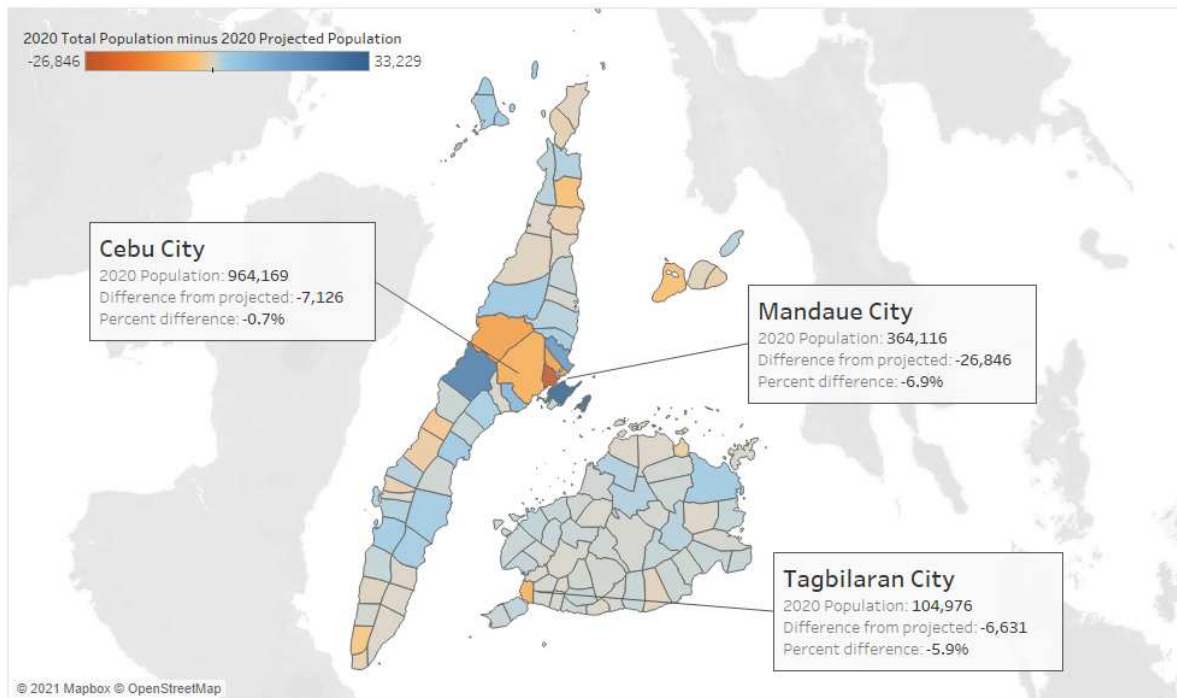 2020 Total Population minus 2020 Projected Population
-26,846 33,229
Cebu City
2020 Population: 964,169
Difference from projected: -7,126
Percent difference: -0.7%
Mandaue City
2020 Population: 364,116
Difference from projected: -26,846
Percent difference: -6.9%
Tagbilaran City
2020 Population: 104,976
Difference from projected: -6,631
Percent difference: -5.9%
© 2021 Mapbox © OpenStreetMap